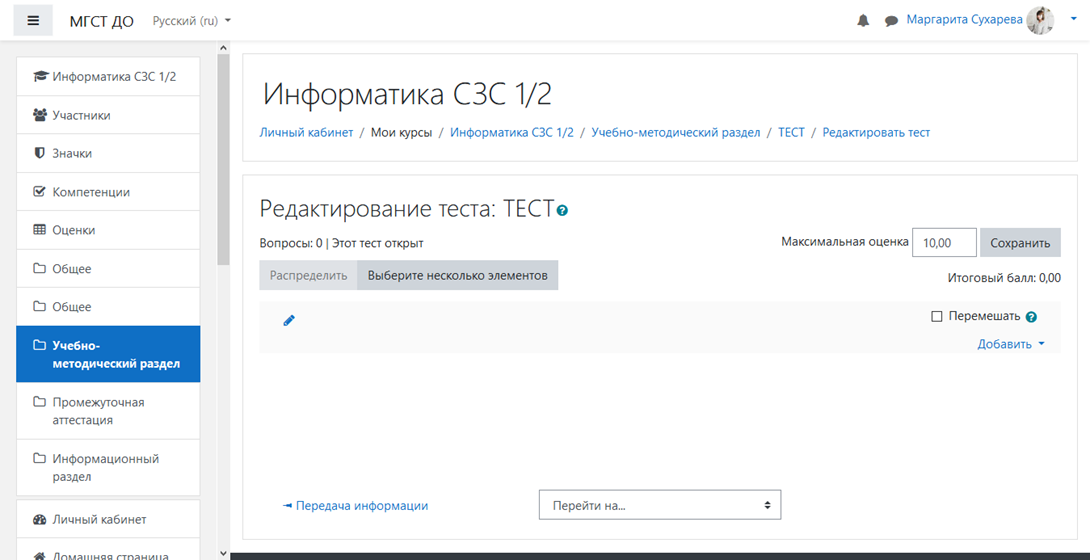 МГСТ ДО Русский (ru) Маргарита Сухарева
Информатика СЗС 1/2
Участники
Значки
Компетенции
Оценки
Общее
Общее
Учебно-
методический раздел
Промежуточная
аттестация
Информационный
раздел
Личный кабинет
Домашняя страница
Информатика СЗС 1/2
Личный кабинет / Мои курсы / Информатика СЗС 1/2 / Учебно-методический раздел / ТЕСТ / Редактировать тест
Редактирование теста: ТЕСТ
Вопросы: 0 | Этот тест открыт
Максимальная оценка 10,00 Сохранить
Распределить Выберите несколько элементов
Итоговый балл: 0,00
Перемешать
Добавить
◄ Передача информации
Перейти на...